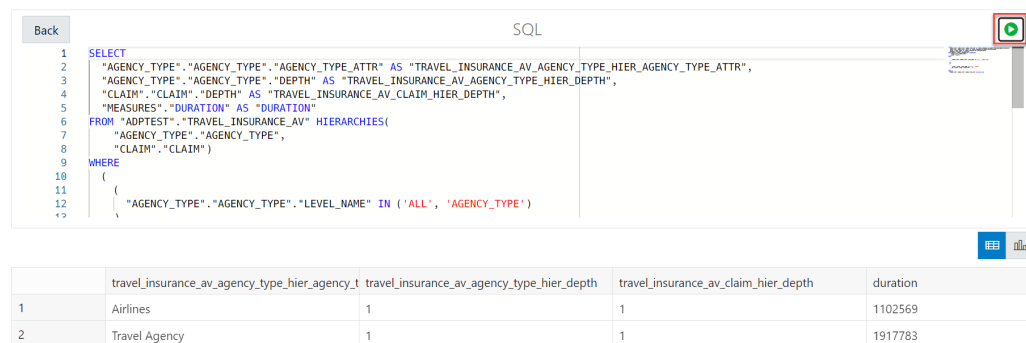 Back
SQL
1 SELECT
2 "AGENCY_TYPE"."AGENCY_TYPE"."AGENCY_TYPE_ATTR" AS "TRAVEL_INSURANCE_AV_AGENCY_TYPE_HIER_AGENCY_TYPE_ATTR",
3 "AGENCY_TYPE"."AGENCY_TYPE"."DEPTH" AS "TRAVEL_INSURANCE_AV_AGENCY_TYPE_HIER_DEPTH",
4 "CLAIM"."CLAIM"."DEPTH" AS "TRAVEL_INSURANCE_AV_CLAIM_HIER_DEPTH",
5 "MEASURES"."DURATION" AS "DURATION"
6 FROM "ADPTEST"."TRAVEL_INSURANCE_AV" HIERARCHIES(
7 "AGENCY_TYPE"."AGENCY_TYPE",
8 "CLAIM"."CLAIM")
9 WHERE
10 (
11 (
12 "AGENCY_TYPE"."AGENCY_TYPE"."LEVEL_NAME" IN ('ALL', 'AGENCY_TYPE')
13 )
travel_insurance_av_agency_type_hier_agency_t travel_insurance_av_agency_type_hier_depth travel_insurance_av_claim_hier_depth duration
1 Airlines 1 1 1102569
2 Travel Agency 1 1 1917783